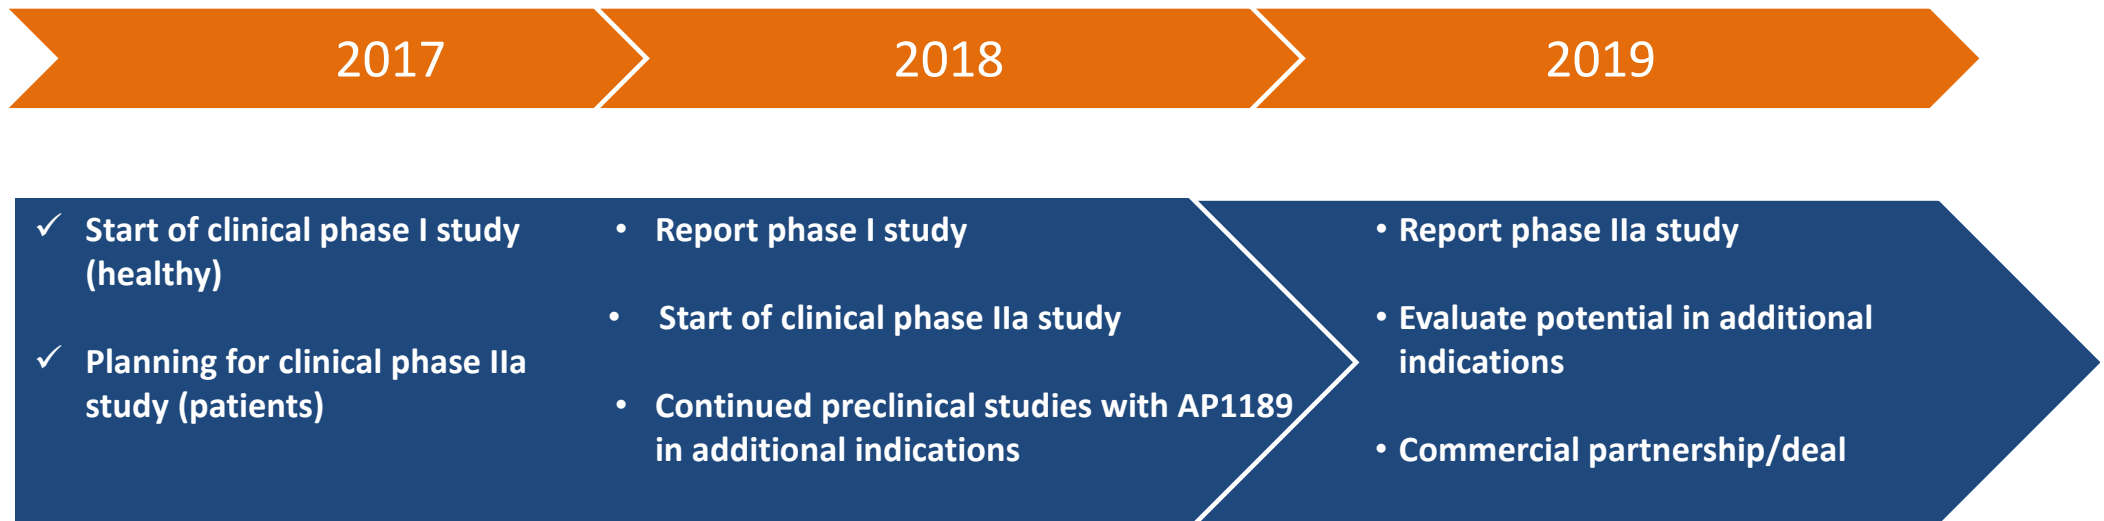 2017
2018
2019
✓ Start of clinical phase I study
(healthy)
✓ Planning for clinical phase IIa
study (patients)
• Report phase I study
• Start of clinical phase IIa study
• Continued preclinical studies with AP1189
in additional indications
• Report phase IIa study
• Evaluate potential in additional
indications
• Commercial partnership/deal